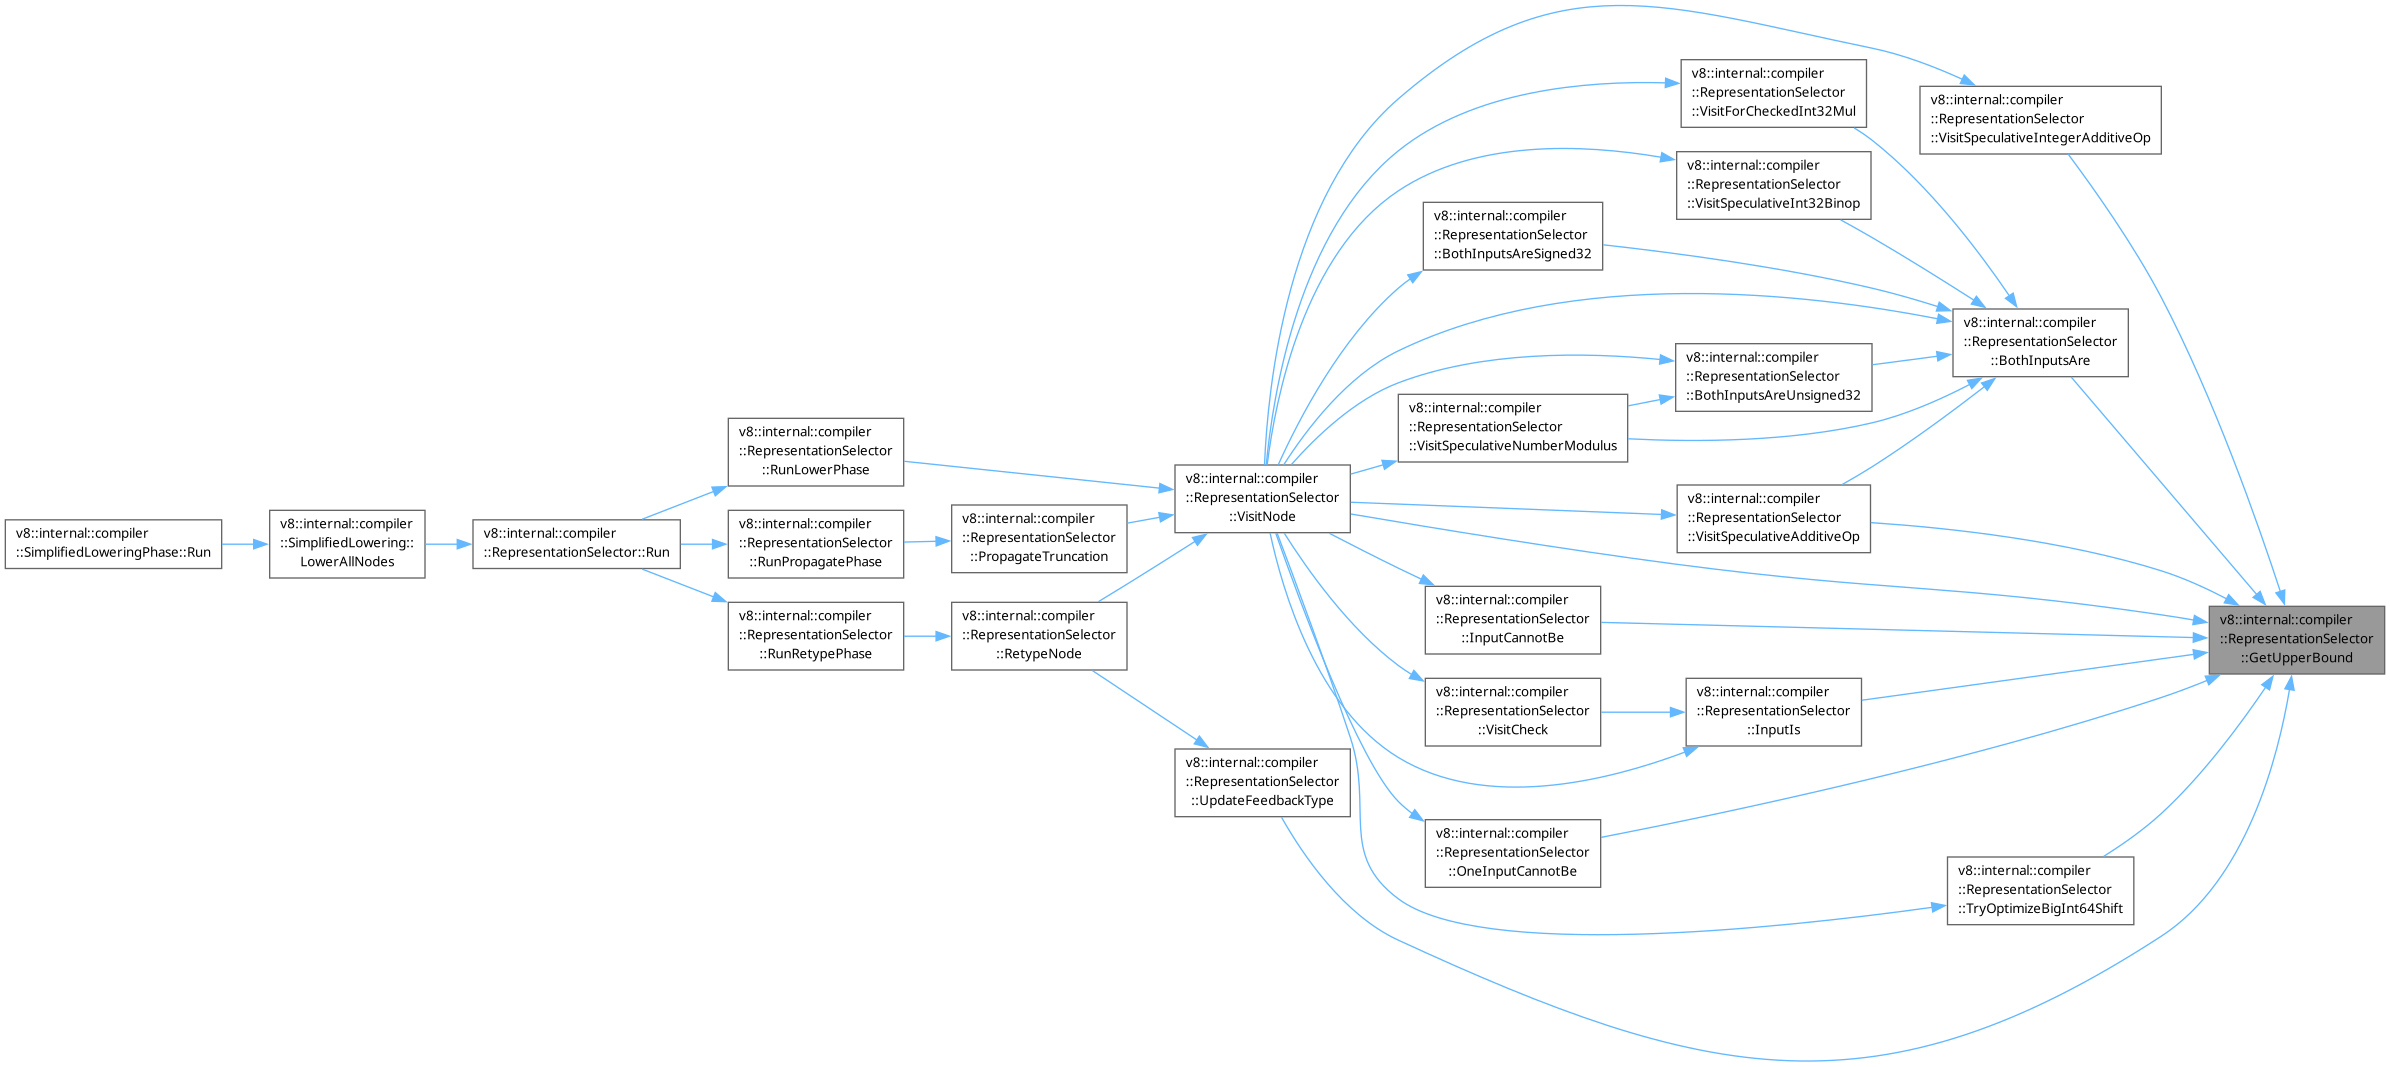 v8::internal::compiler
::SimplifiedLoweringPhase::Run
v8::internal::compiler
::SimplifiedLowering::
LowerAllNodes
v8::internal::compiler
::RepresentationSelector::Run
v8::internal::compiler
::RepresentationSelector
::RunLowerPhase
v8::internal::compiler
::RepresentationSelector
::RunPropagatePhase
v8::internal::compiler
::RepresentationSelector
::RunRetypePhase
v8::internal::compiler
::RepresentationSelector
::PropagateTruncation
v8::internal::compiler
::RepresentationSelector
::RetypeNode
v8::internal::compiler
::RepresentationSelector
::VisitNode
v8::internal::compiler
::RepresentationSelector
::UpdateFeedbackType
v8::internal::compiler
::RepresentationSelector
::BothInputsAreSigned32
v8::internal::compiler
::RepresentationSelector
::VisitSpeculativeNumberModulus
v8::internal::compiler
::RepresentationSelector
::InputCannotBe
v8::internal::compiler
::RepresentationSelector
::VisitCheck
v8::internal::compiler
::RepresentationSelector
::OneInputCannotBe
v8::internal::compiler
::RepresentationSelector
::VisitForCheckedInt32Mul
v8::internal::compiler
::RepresentationSelector
::VisitSpeculativeInt32Binop
v8::internal::compiler
::RepresentationSelector
::BothInputsAreUnsigned32
v8::internal::compiler
::RepresentationSelector
::VisitSpeculativeAdditiveOp
v8::internal::compiler
::RepresentationSelector
::InputIs
v8::internal::compiler
::RepresentationSelector
::VisitSpeculativeIntegerAdditiveOp
v8::internal::compiler
::RepresentationSelector
::BothInputsAre
v8::internal::compiler
::RepresentationSelector
::TryOptimizeBigInt64Shift
v8::internal::compiler
::RepresentationSelector
::GetUpperBound